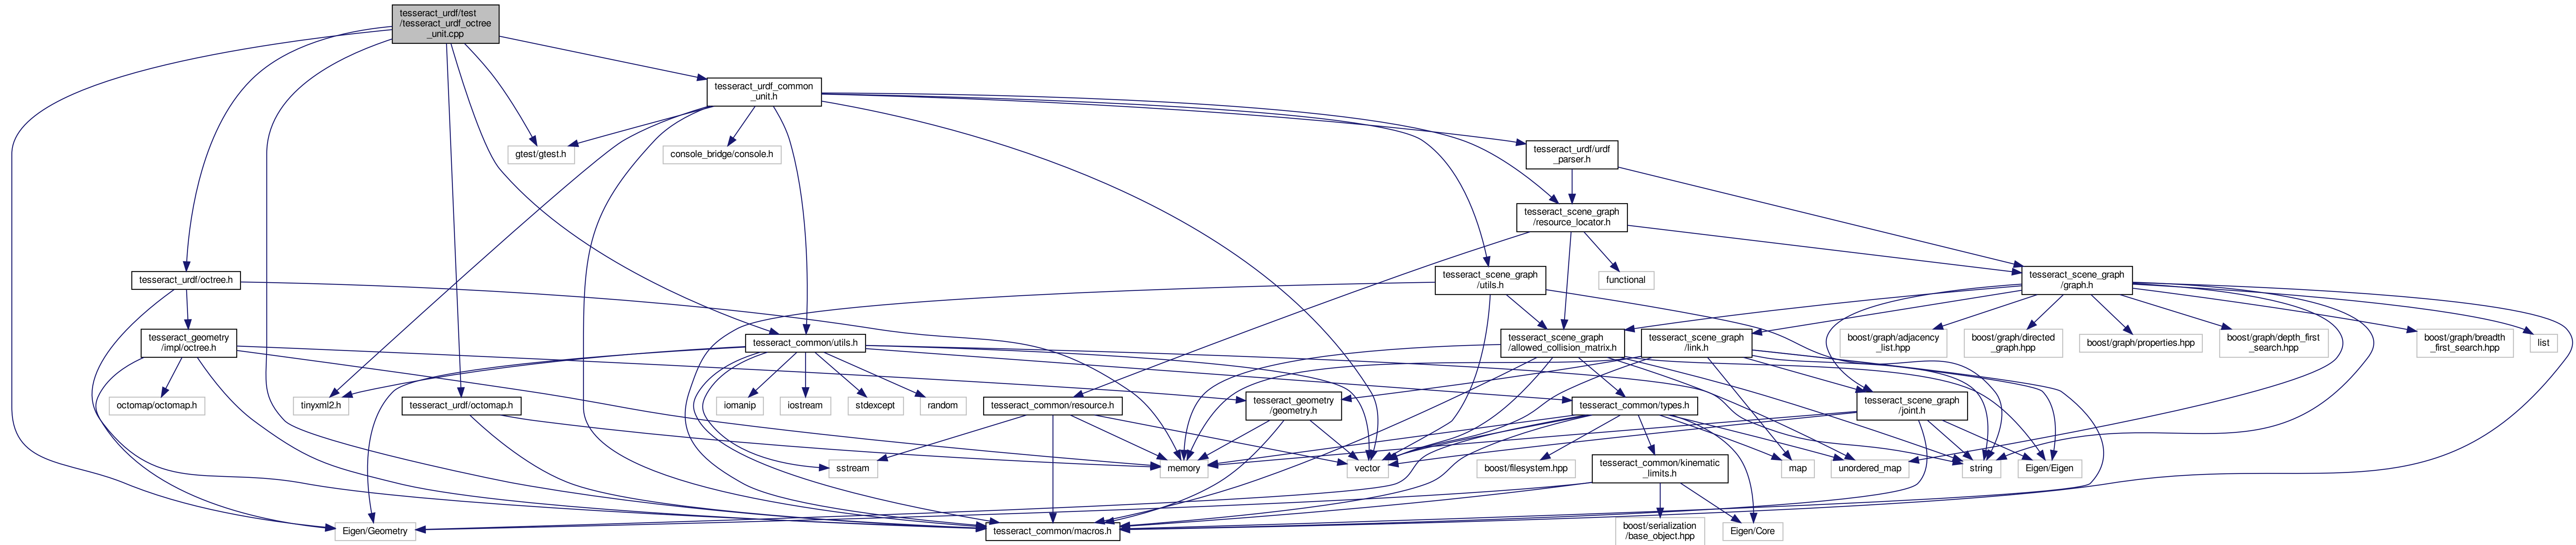 tesseract_urdf/test
/tesseract_urdf_octree
_unit.cpp
tesseract_urdf_common
_unit.h
gtest/gtest.h
console_bridge/console.h
tesseract_urdf/urdf
_parser.h
tesseract_scene_graph
/resource_locator.h
tesseract_urdf/octree.h
tesseract_scene_graph
/utils.h
functional
tesseract_scene_graph
/graph.h
tesseract_geometry
/impl/octree.h
tesseract_common/utils.h
tesseract_scene_graph
/allowed_collision_matrix.h
tesseract_scene_graph
/link.h
boost/graph/adjacency
_list.hpp
boost/graph/directed
_graph.hpp
boost/graph/properties.hpp
boost/graph/depth_first
_search.hpp
boost/graph/breadth
_first_search.hpp
list
octomap/octomap.h
tinyxml2.h
tesseract_urdf/octomap.h
iomanip
iostream
stdexcept
random
tesseract_common/resource.h
tesseract_geometry
/geometry.h
tesseract_common/types.h
tesseract_scene_graph
/joint.h
sstream
memory
vector
boost/filesystem.hpp
tesseract_common/kinematic
_limits.h
map
unordered_map
string
Eigen/Eigen
Eigen/Geometry
tesseract_common/macros.h
boost/serialization
/base_object.hpp
Eigen/Core